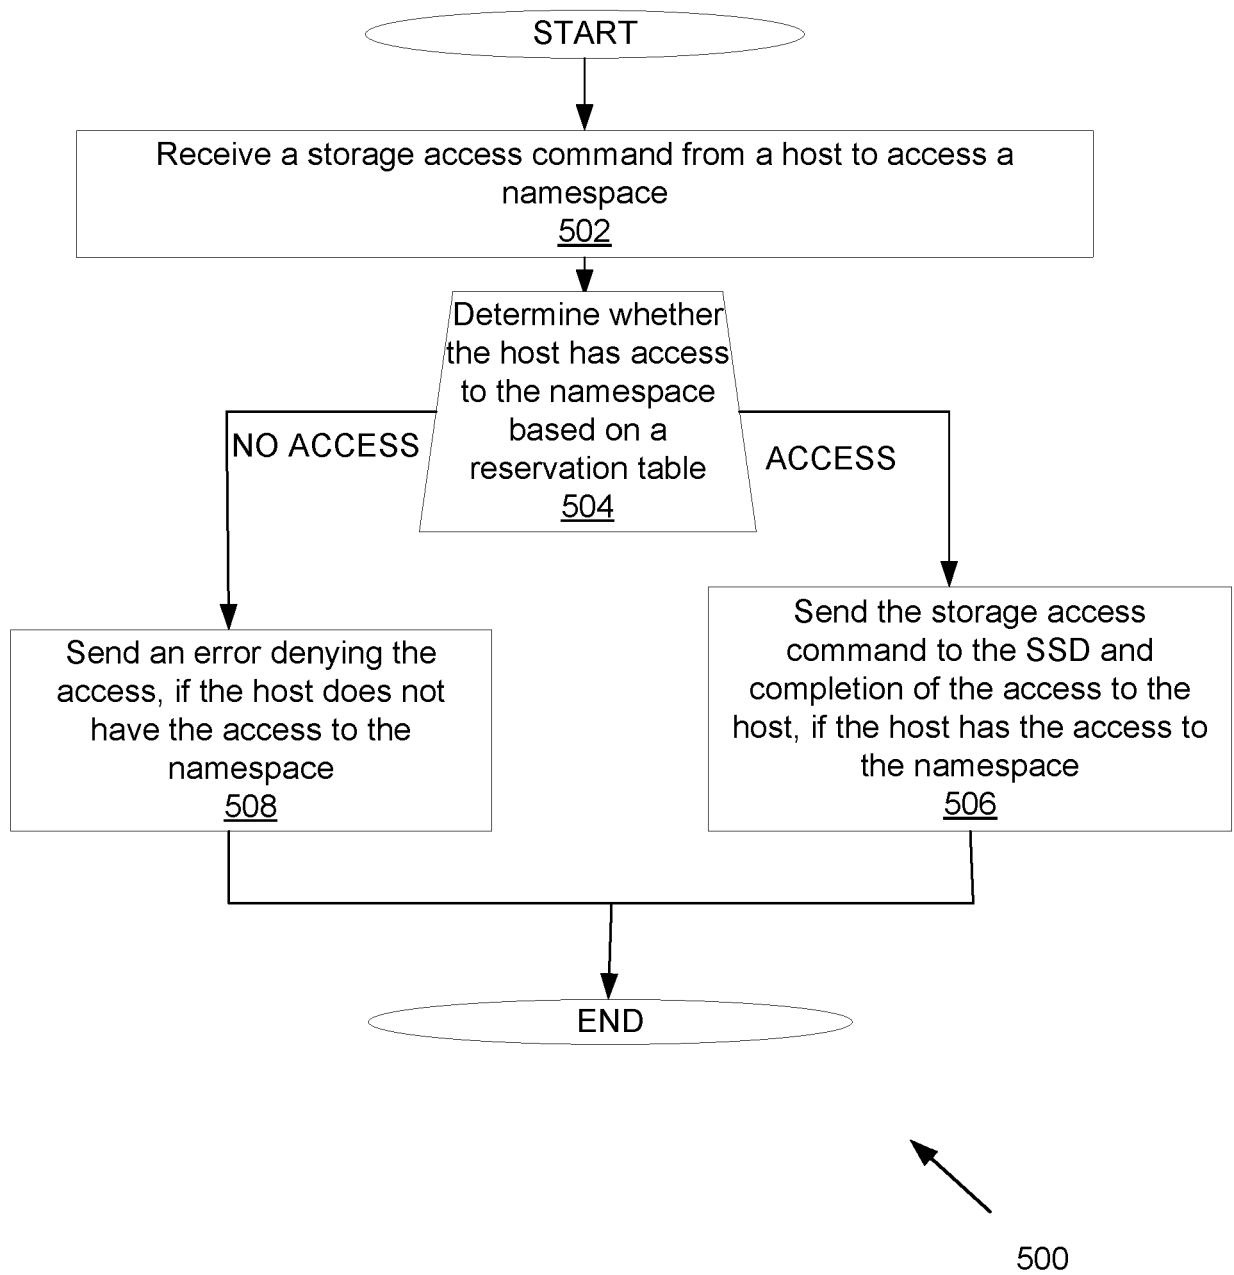 START
Receive a storage access command from a host to access a
namespace
502
Determine whether
the host has access
to the namespace
based on a
reservation table
504
NO ACCESS
ACCESS
Send an error denying the
access, if the host does not
have the access to the
namespace
508
Send the storage access
command to the SSD and
completion of the access to the
host, if the host has the access to
the namespace
506
END
500